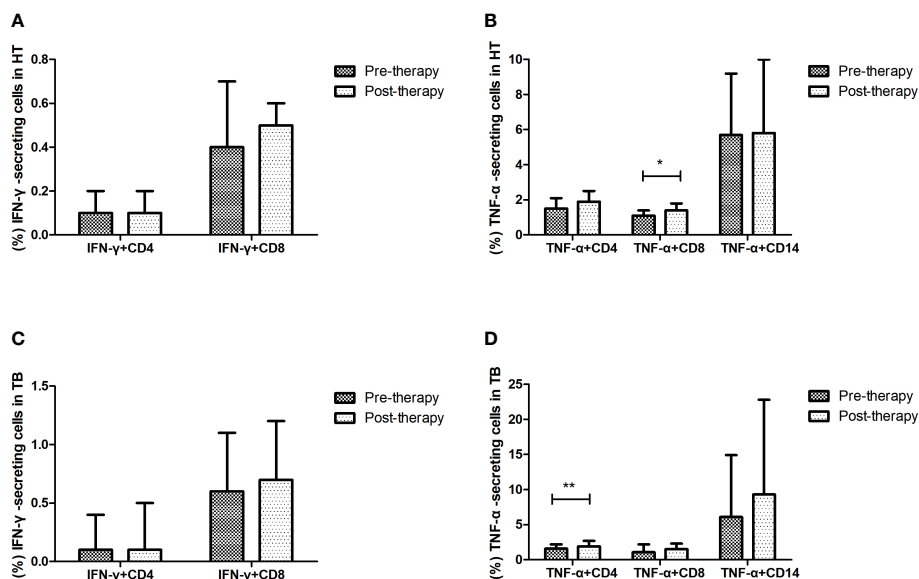 A
(%) IFN-γ -secreting cells in HT
0.8
0.6
0.4
0.2
0.0
IFN-γ+CD4
IFN-γ+CD8
Pre-therapy
Post-therapy
B
(%) TNF-α -secreting cells in HT
10
8
6
4
2
0
*
TNF-α+CD4
TNF-α+CD8
TNF-α+CD14
Pre-therapy
Post-therapy
C
(%) IFN-γ -secreting cells in TB
1.5
1.0
0.5
0.0
IFN-γ+CD4
IFN-γ+CD8
Pre-therapy
Post-therapy
D
(%) TNF-α -secreting cells in TB
25
20
15
10
5
0
**
TNF-α+CD4
TNF-α+CD8
TNF-α+CD14
Pre-therapy
Post-therapy